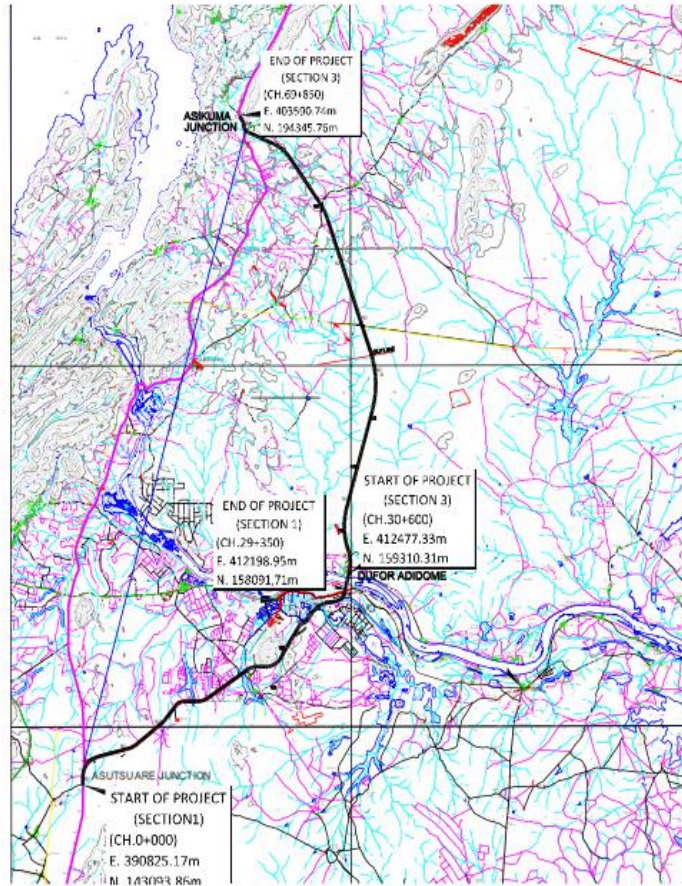 END OF PROJECT
(SECTION 3)
(CH.69+850)
E. 403590.74m
N. 194345.76m
ASIKUMA
JUNCTION
START OF PROJECT
(SECTION 3)
(CH.30+600)
E. 412477.33m
N. 159310.31m
END OF PROJECT
(SECTION 1)
(CH.29+350)
E. 412198.95m
N. 158091.71m
DUFOR ADIDOME
ASUTSUARE JUNCTION
START OF PROJECT
(SECTION1)
(CH.0+000)
E. 390825.17m
N. 143093.86m